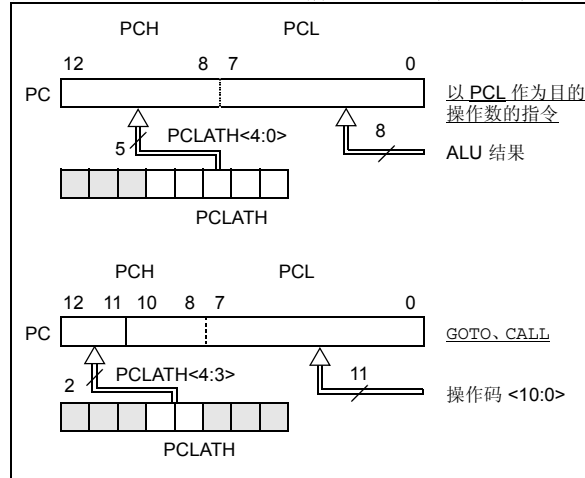 PCH PCL
12 8 7 0
PC
以 PCL 作为目的
操作数的指令
5 PCLATH<4:0> 8
ALU 结果
PCLATH
PCH PCL
12 11 10 8 7 0
PC
GOTO、CALL
2 PCLATH<4:3> 11
操作码 <10:0>
PCLATH